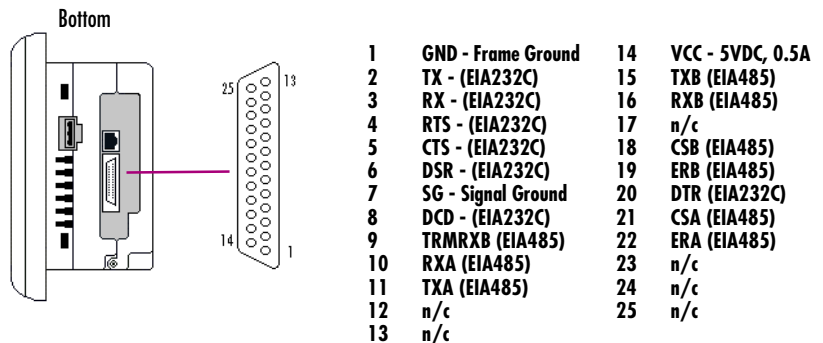 Bottom
25
13
14
1
1 GND - Frame Ground
2 TX - (EIA232C)
3 RX - (EIA232C)
4 RTS - (EIA232C)
5 CTS - (EIA232C)
6 DSR - (EIA232C)
7 SG - Signal Ground
8 DCD - (EIA232C)
9 TRMRXB (EIA485)
10 RXA (EIA485)
11 TXA (EIA485)
12 n/c
13 n/c
14 VCC - 5VDC, 0.5A
15 TXB (EIA485)
16 RXB (EIA485)
17 n/c
18 CSB (EIA485)
19 ERB (EIA485)
20 DTR (EIA232C)
21 CSA (EIA485)
22 ERA (EIA485)
23 n/c
24 n/c
25 n/c